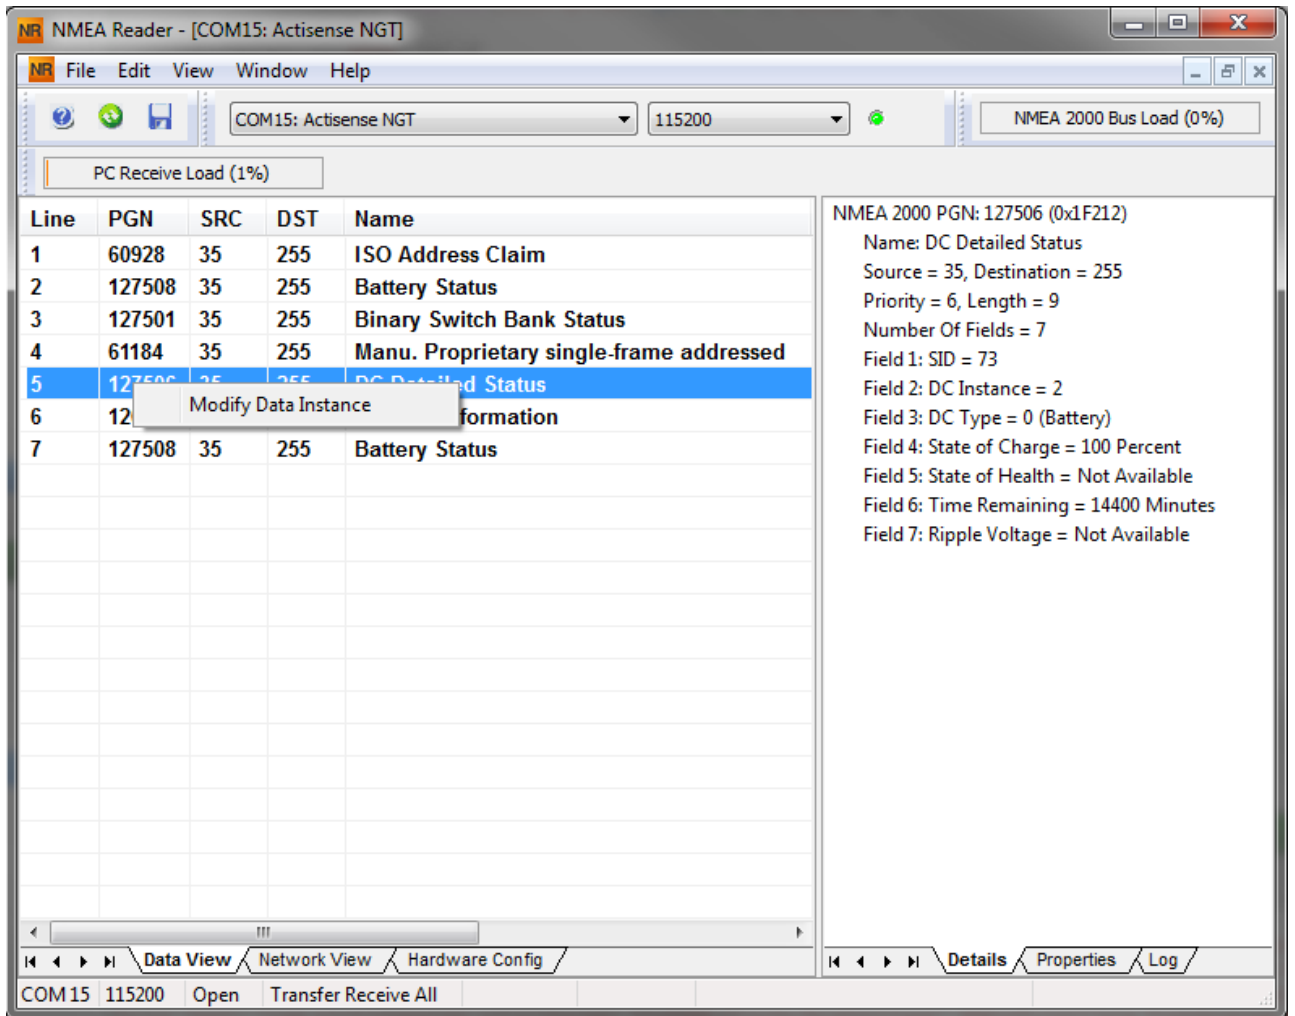 NR NMEA Reader - [COM15: Actisense NGT]
NR File Edit View Window Help
COM15: Actisense NGT 115200 NMEA 2000 Bus Load (0%)
PC Receive Load (1%)
Line PGN SRC DST Name
1 60928 35 255 ISO Address Claim
2 127508 35 255 Battery Status
3 127501 35 255 Binary Switch Bank Status
4 61184 35 255 Manu. Proprietary single-frame addressed
5 127506 35 255 DC Detailed Status
Modify Data Instance
6 12 formation
7 127508 35 255 Battery Status
NMEA 2000 PGN: 127506 (0x1F212)
Name: DC Detailed Status
Source = 35, Destination = 255
Priority = 6, Length = 9
Number Of Fields = 7
Field 1: SID = 73
Field 2: DC Instance = 2
Field 3: DC Type = 0 (Battery)
Field 4: State of Charge = 100 Percent
Field 5: State of Health = Not Available
Field 6: Time Remaining = 14400 Minutes
Field 7: Ripple Voltage = Not Available
Data View Network View Hardware Config
Details Properties Log
COM15 115200 Open Transfer Receive All